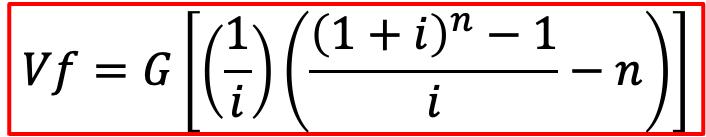 Vf = G [(1/i) (((1 + i)^n − 1)/i − n)]